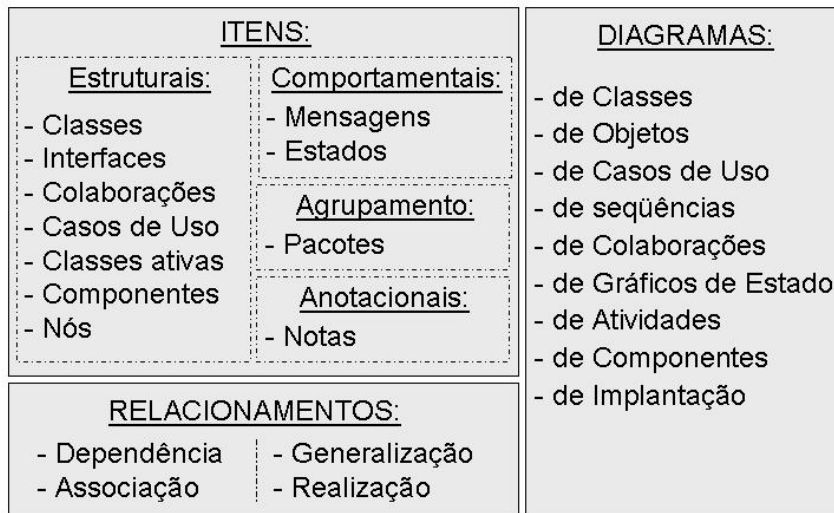 ITENS:
Estruturais:
- Classes
- Interfaces
- Colaborações
- Casos de Uso
- Classes ativas
- Componentes
- Nós
Comportamentais:
- Mensagens
- Estados
Agrupamento:
- Pacotes
Anotacionais:
- Notas
RELACIONAMENTOS:
- Dependência
- Associação
- Generalização
- Realização
DIAGRAMAS:
- de Classes
- de Objetos
- de Casos de Uso
- de seqüências
- de Colaborações
- de Gráficos de Estado
- de Atividades
- de Componentes
- de Implantação